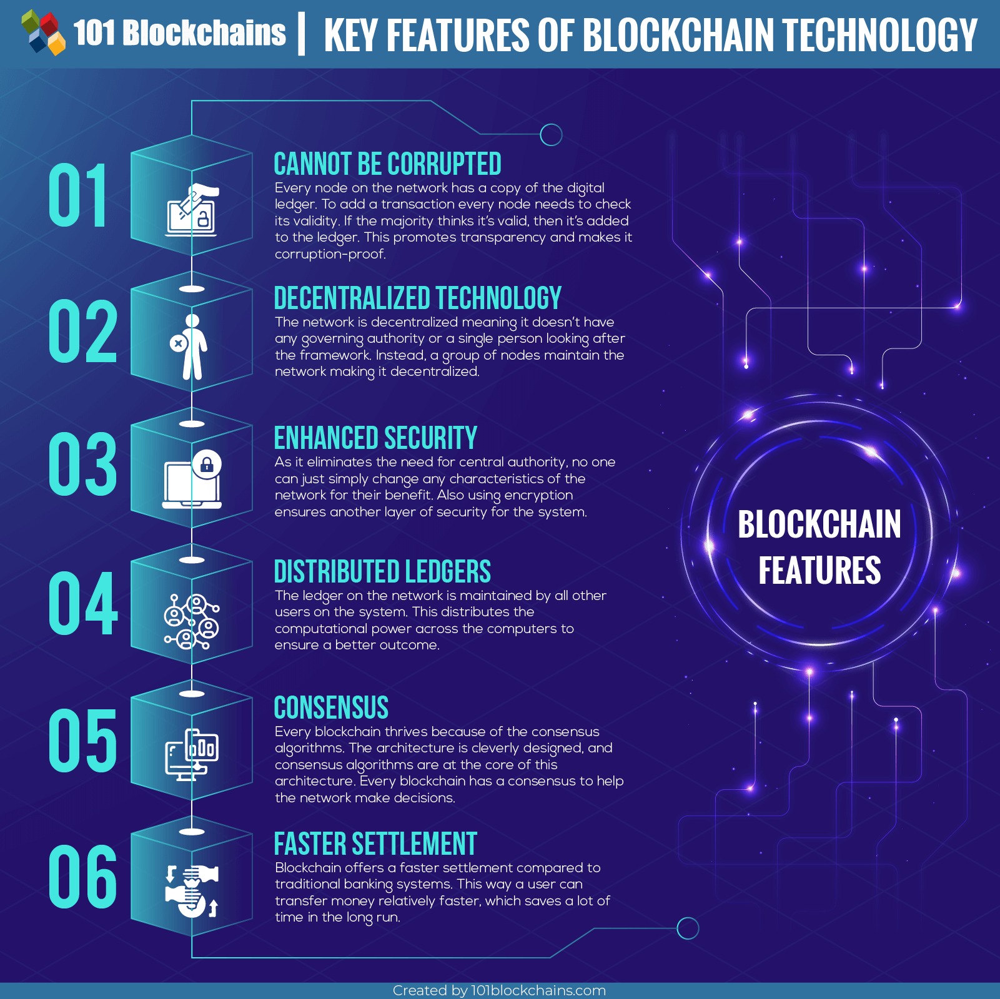 101 Blockchains | KEY FEATURES OF BLOCKCHAIN TECHNOLOGY
01
CANNOT BE CORRUPTED
Every node on the network has a copy of the digital
ledger. To add a transaction every node needs to check
its validity. If the majority thinks it's valid, then it's added
to the ledger. This promotes transparency and makes it
corruption-proof.
02
DECENTRALIZED TECHNOLOGY
The network is decentralized meaning it doesn't have
any governing authority or a single person looking after
the framework. Instead, a group of nodes maintain the
network making it decentralized.
03
ENHANCED SECURITY
As it eliminates the need for central authority, no one
can just simply change any characteristics of the
network for their benefit. Also using encryption
ensures another layer of security for the system.
04
DISTRIBUTED LEDGERS
The ledger on the network is maintained by all other
users on the system. This distributes the
computational power across the computers to
ensure a better outcome.
05
CONSENSUS
Every blockchain thrives because of the consensus
algorithms. The architecture is cleverly designed, and
consensus algorithms are at the core of this
architecture. Every blockchain has a consensus to help
the network make decisions.
06
FASTER SETTLEMENT
Blockchain offers a faster settlement compared to
traditional banking systems. This way a user can
transfer money relatively faster, which saves a lot of
time in the long run.
BLOCKCHAIN
FEATURES
Created by 101blockchains.com